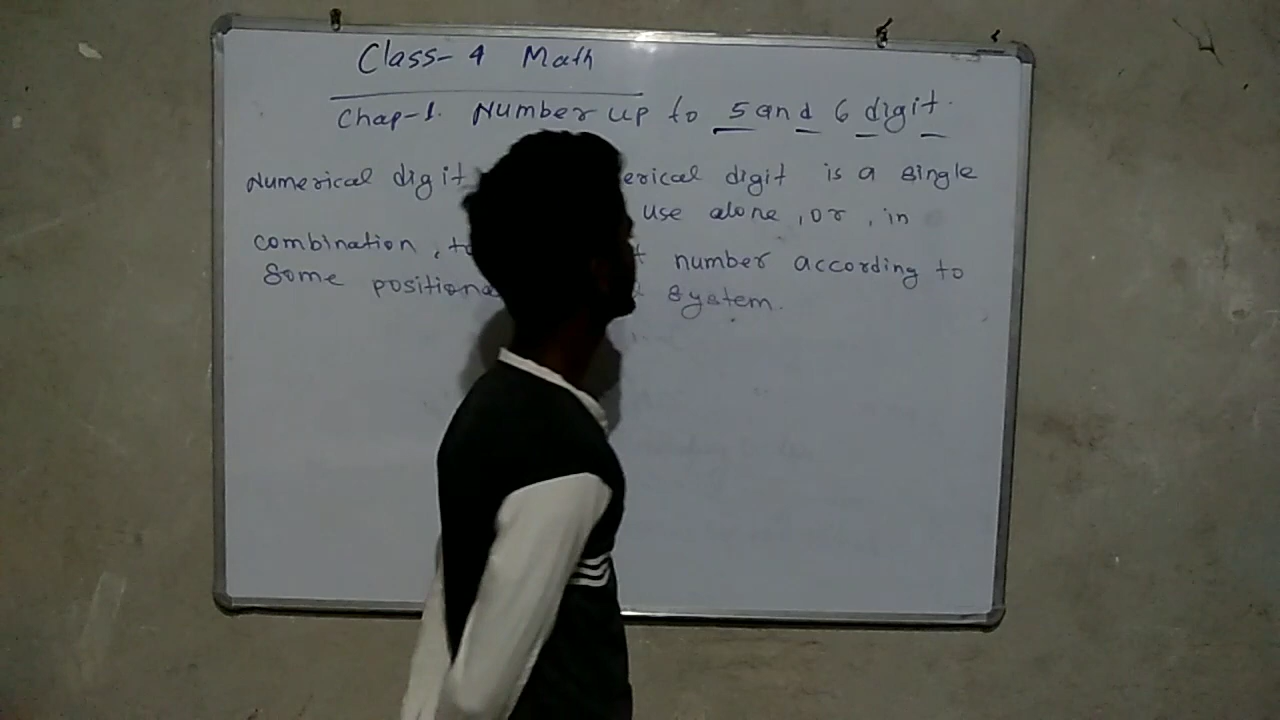 Class- 4 Math
Chap-1. Number up to 5 and 6 digit.
Numerical digit erical digit is a single
use alone, or, in
combination, number according to
Some system.